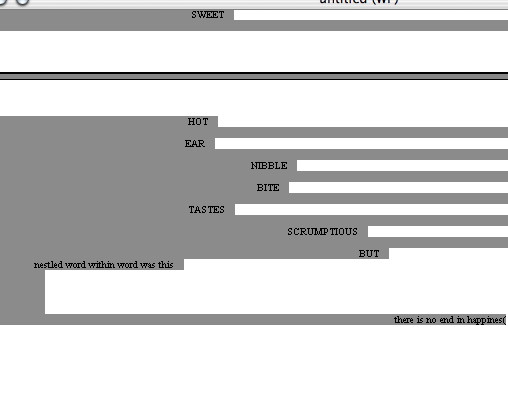 untitled (WP)
SWEET
HOT
EAR
NIBBLE
BITE
TASTES
SCRUMPTIOUS
BUT
nestled word within word was this
there is no end in happines(